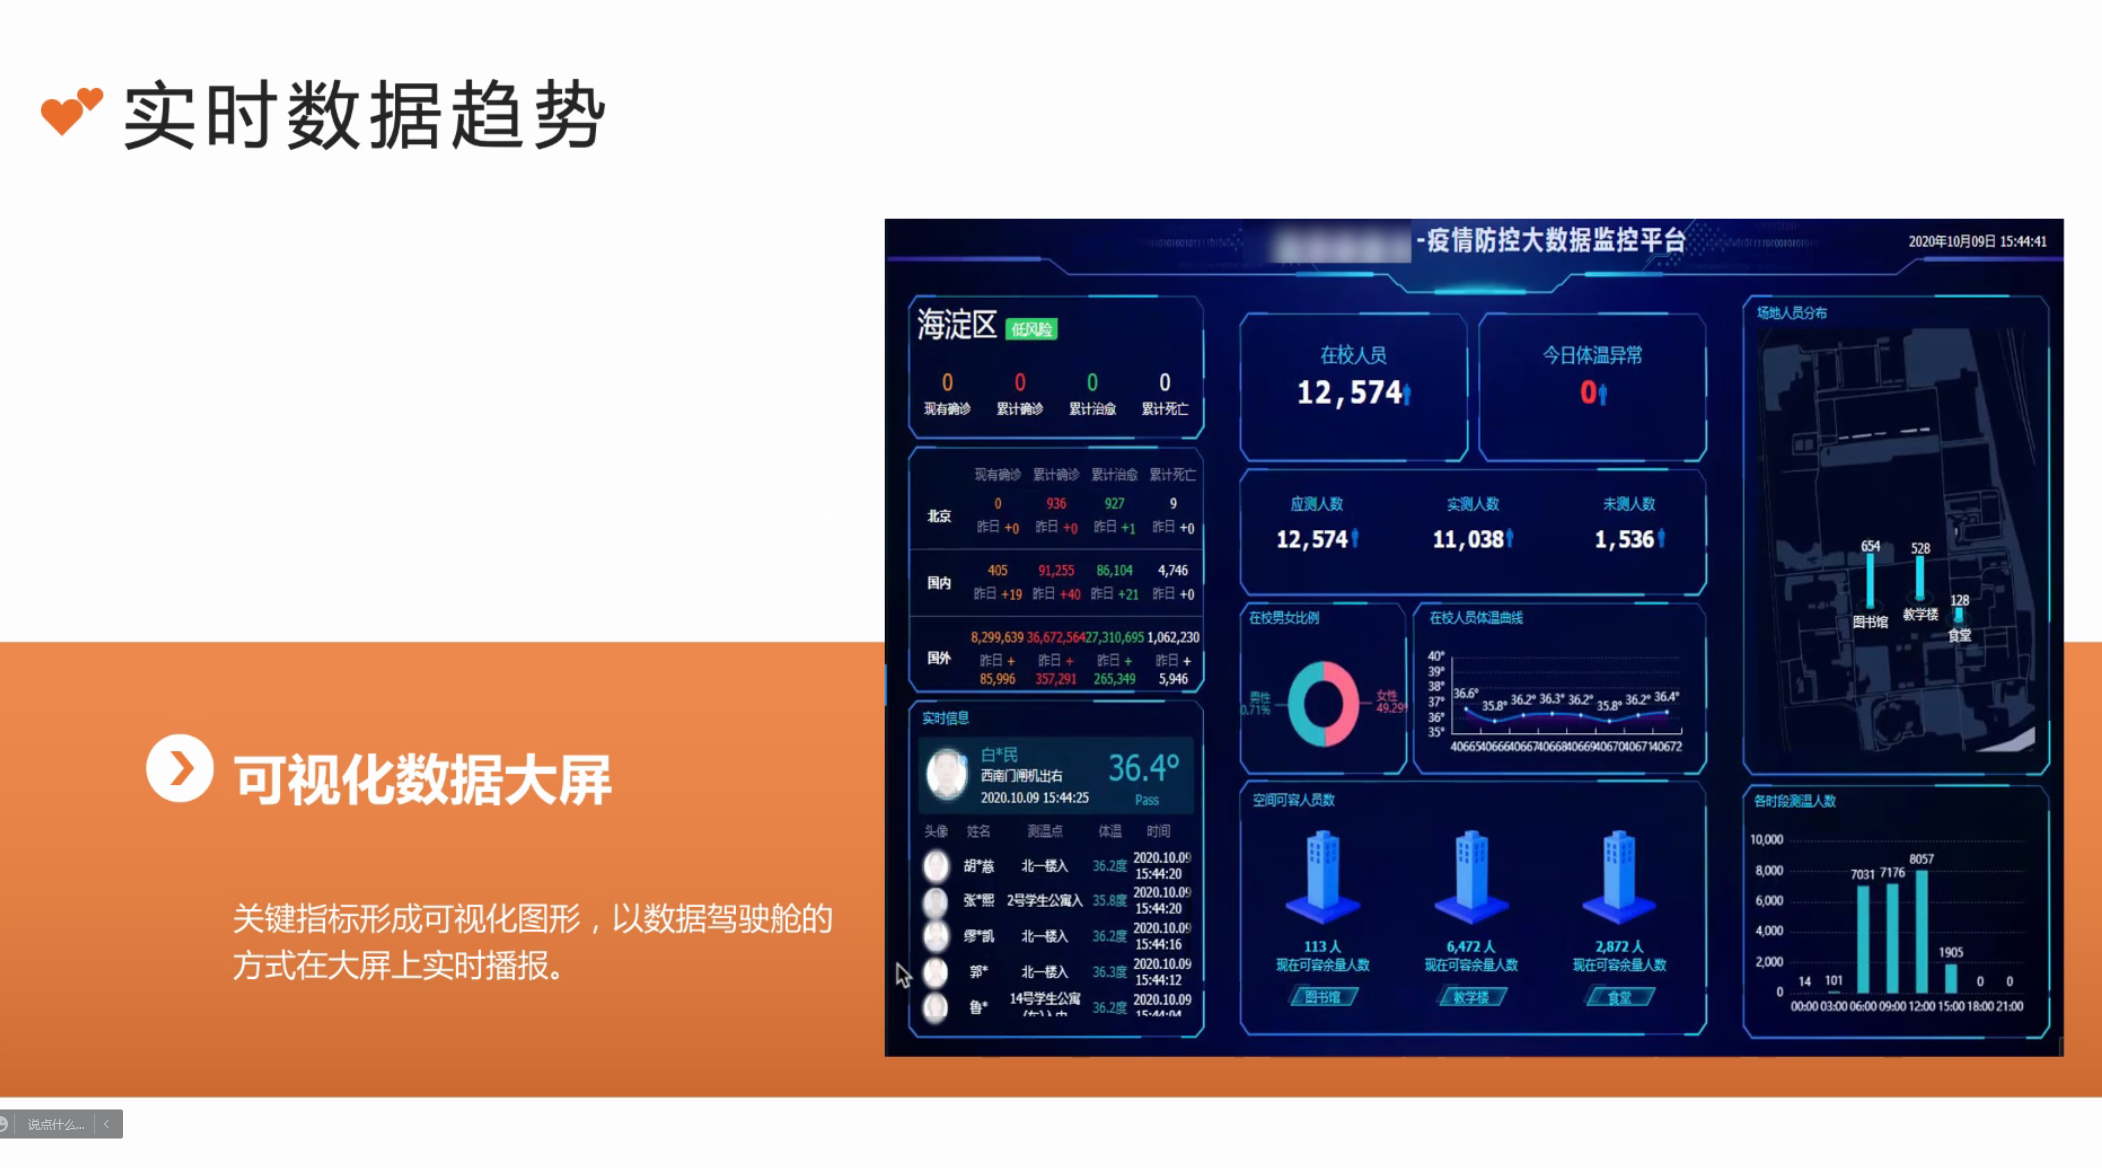 实时数据趋势
-疫情防控大数据监控平台
2020年10月09日 15:44:41
海淀区 低风险
0 0 0 0
现有确诊 累计确诊 累计治愈 累计死亡
现有确诊 累计确诊 累计治愈 累计死亡
北京
0 936 927 9
昨日 +0 昨日 +0 昨日 +1 昨日 +0
国内
405 91,255 86,104 4,746
昨日 +19 昨日 +40 昨日 +21 昨日 +0
国外
8,299,639 36,672,564 27,310,695 1,062,230
昨日 + 昨日 + 昨日 + 昨日 +
85,996 357,291 265,349 5,946
实时信息
白*民
西南门闸机出右
2020.10.09 15:44:25
36.4°
Pass
头像 姓名 测温点 体温 时间
胡*慈 北一楼入 36.2度 2020.10.09 15:44:20
张*熙 2号学生公寓入 35.8度 2020.10.09 15:44:20
缪*凯 北一楼入 36.2度 2020.10.09 15:44:16
郭* 北一楼入 36.3度 2020.10.09 15:44:12
鲁* 14号学生公寓 36.2度 2020.10.09
在校人员
12,574
今日体温异常
0
应测人数 实测人数 未测人数
12,574 11,038 1,536
在校男女比例
男性
0.71%
女性
49.29
在校人员体温曲线
40°
39°
38°
37°
36°
35°
36.6° 35.8° 36.2° 36.3° 36.2° 35.8° 36.2° 36.4°
40665 40666 40667 40668 40669 40670 40671 40672
空间可容人员数
113 人 6,472 人 2,872 人
现在可容余量人数 现在可容余量人数 现在可容余量人数
图书馆 教学楼 食堂
场地人员分布
654 528 128
图书馆 教学楼 食堂
各时段测温人数
10,000
8,000
6,000
4,000
2,000
0
14 101 7031 7176 8057 1905 0 0
00:00 03:00 06:00 09:00 12:00 15:00 18:00 21:00
可视化数据大屏
关键指标形成可视化图形，以数据驾驶舱的
方式在大屏上实时播报。
说点什么...